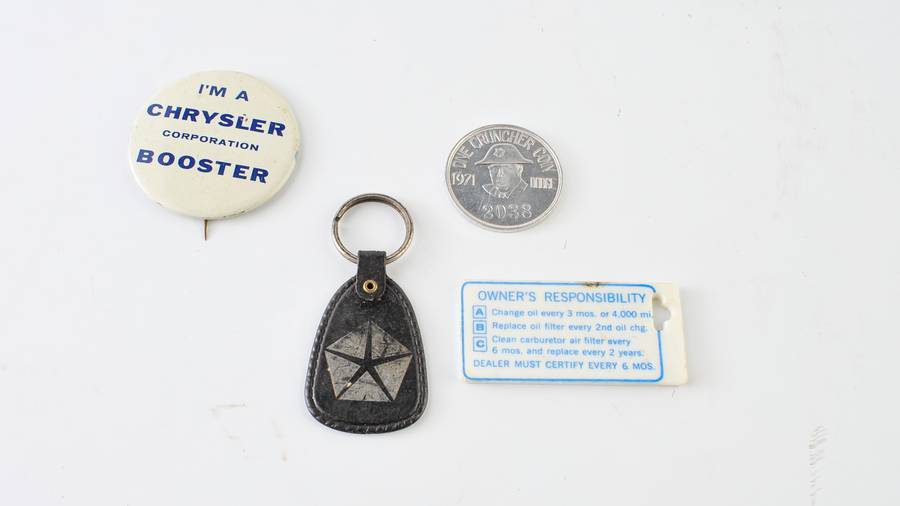 I'M A
CHRYSLER
CORPORATION
BOOSTER
ONE CRUNCHER COIN
1971
2038
OWNER'S RESPONSIBILITY
A Change oil every 3 mos. or 4,000 mi.
B Replace oil filter every 2nd oil chg.
C Clean carburetor air filter every
6 mos. and replace every 2 years.
DEALER MUST CERTIFY EVERY 6 MOS.